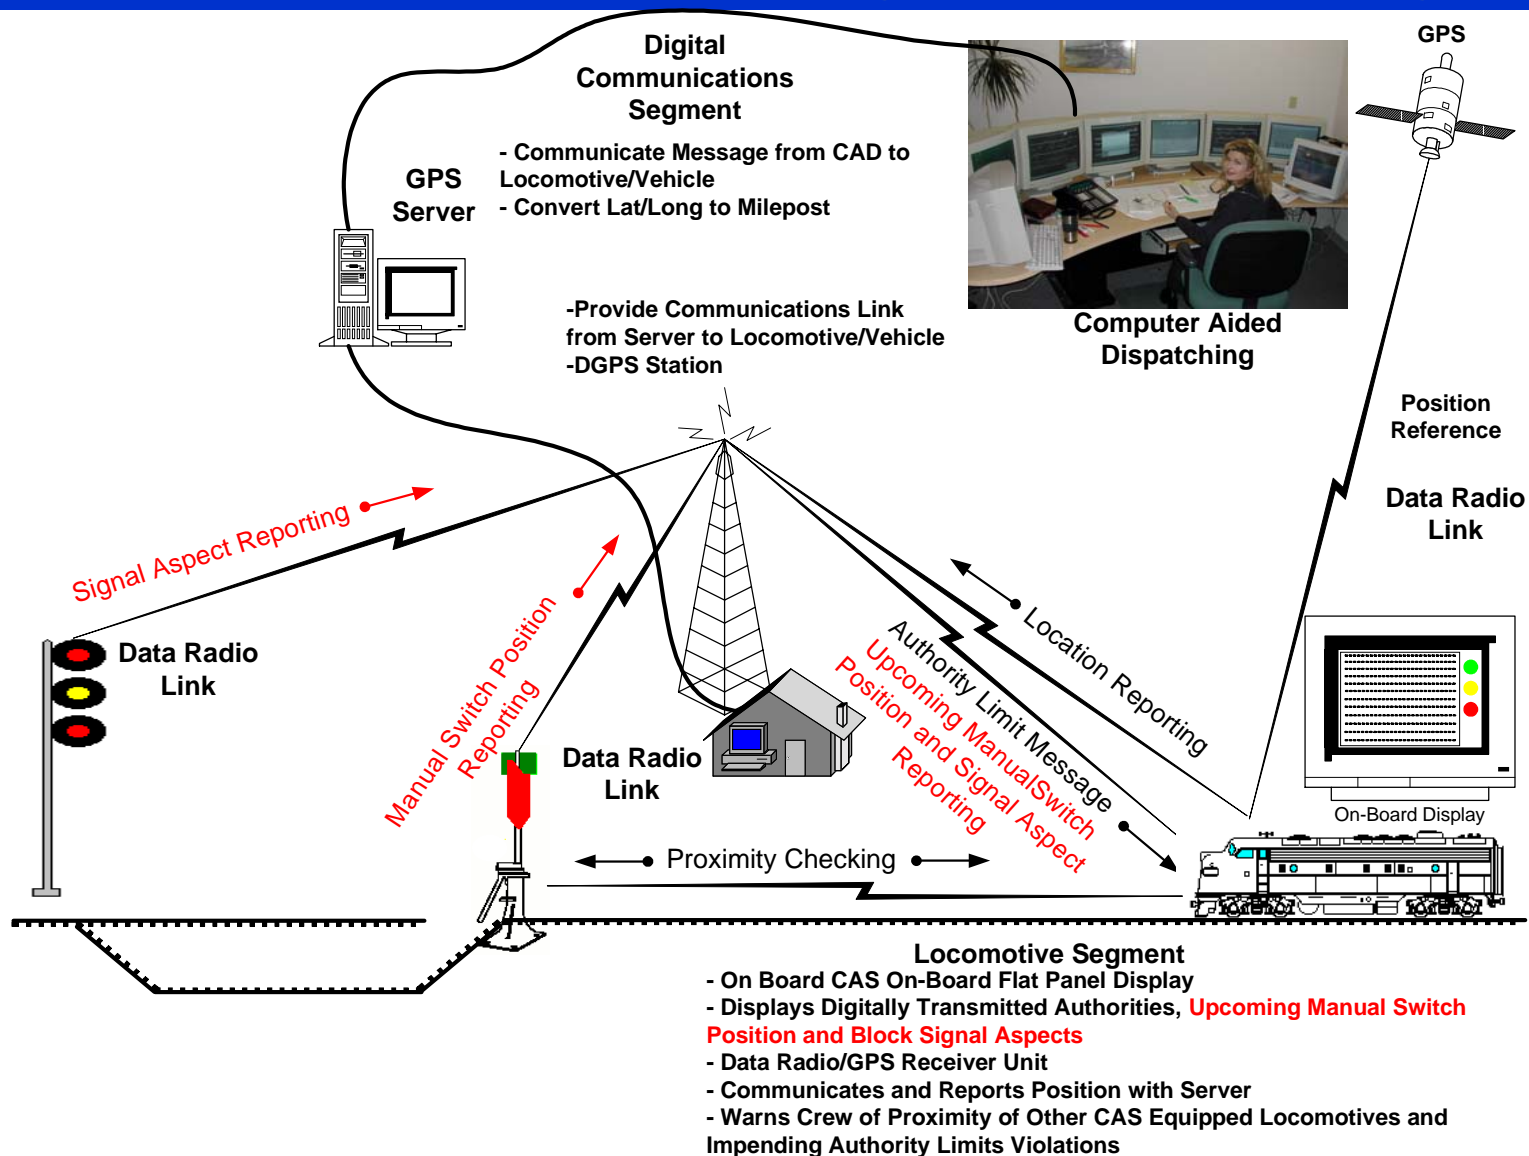 Digital
Communications
Segment
- Communicate Message from CAD to
Locomotive/Vehicle
- Convert Lat/Long to Milepost
GPS
Server
GPS
-Provide Communications Link
from Server to Locomotive/Vehicle
-DGPS Station
Computer Aided
Dispatching
Position
Reference
Data Radio
Link
Signal Aspect Reporting
Data Radio
Link
Manual Switch Position
Reporting
Data Radio
Link
Location Reporting
Authority Limit Message
Upcoming ManualSwitch
Position and Signal Aspect
Reporting
On-Board Display
Proximity Checking
Locomotive Segment
- On Board CAS On-Board Flat Panel Display
- Displays Digitally Transmitted Authorities, Upcoming Manual Switch
Position and Block Signal Aspects
- Data Radio/GPS Receiver Unit
- Communicates and Reports Position with Server
- Warns Crew of Proximity of Other CAS Equipped Locomotives and
Impending Authority Limits Violations